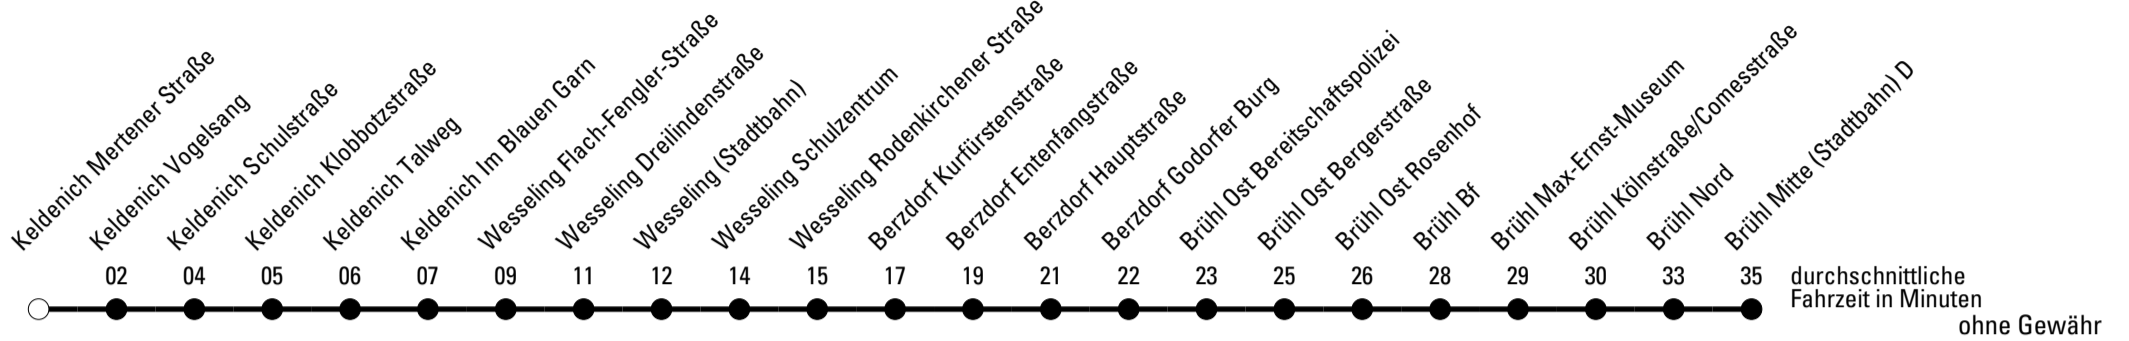 Keldenich Mertener Straße
Keldenich Vogelsang
Keldenich Schulstraße
Keldenich Klobbotzstraße
Keldenich Talweg
Keldenich Im Blauen Garn
Wesseling Flach-Fengler-Straße
Wesseling Dreilindenstraße
Wesseling (Stadtbahn)
Wesseling Schulzentrum
Wesseling Rodenkirchener Straße
Berzdorf Kurfürstenstraße
Berzdorf Entenfangstraße
Berzdorf Hauptstraße
Berzdorf Godorfer Burg
Brühl Ost Bereitschaftspolizei
Brühl Ost Bergerstraße
Brühl Ost Rosenhof
Brühl Bf
Brühl Max-Ernst-Museum
Brühl Kölnstraße/Comesstraße
Brühl Nord
Brühl Mitte (Stadtbahn) D
02 04 05 06 07 09 11 12 14 15 17 19 21 22 23 25 26 28 29 30 33 35
durchschnittliche
Fahrzeit in Minuten
ohne Gewähr